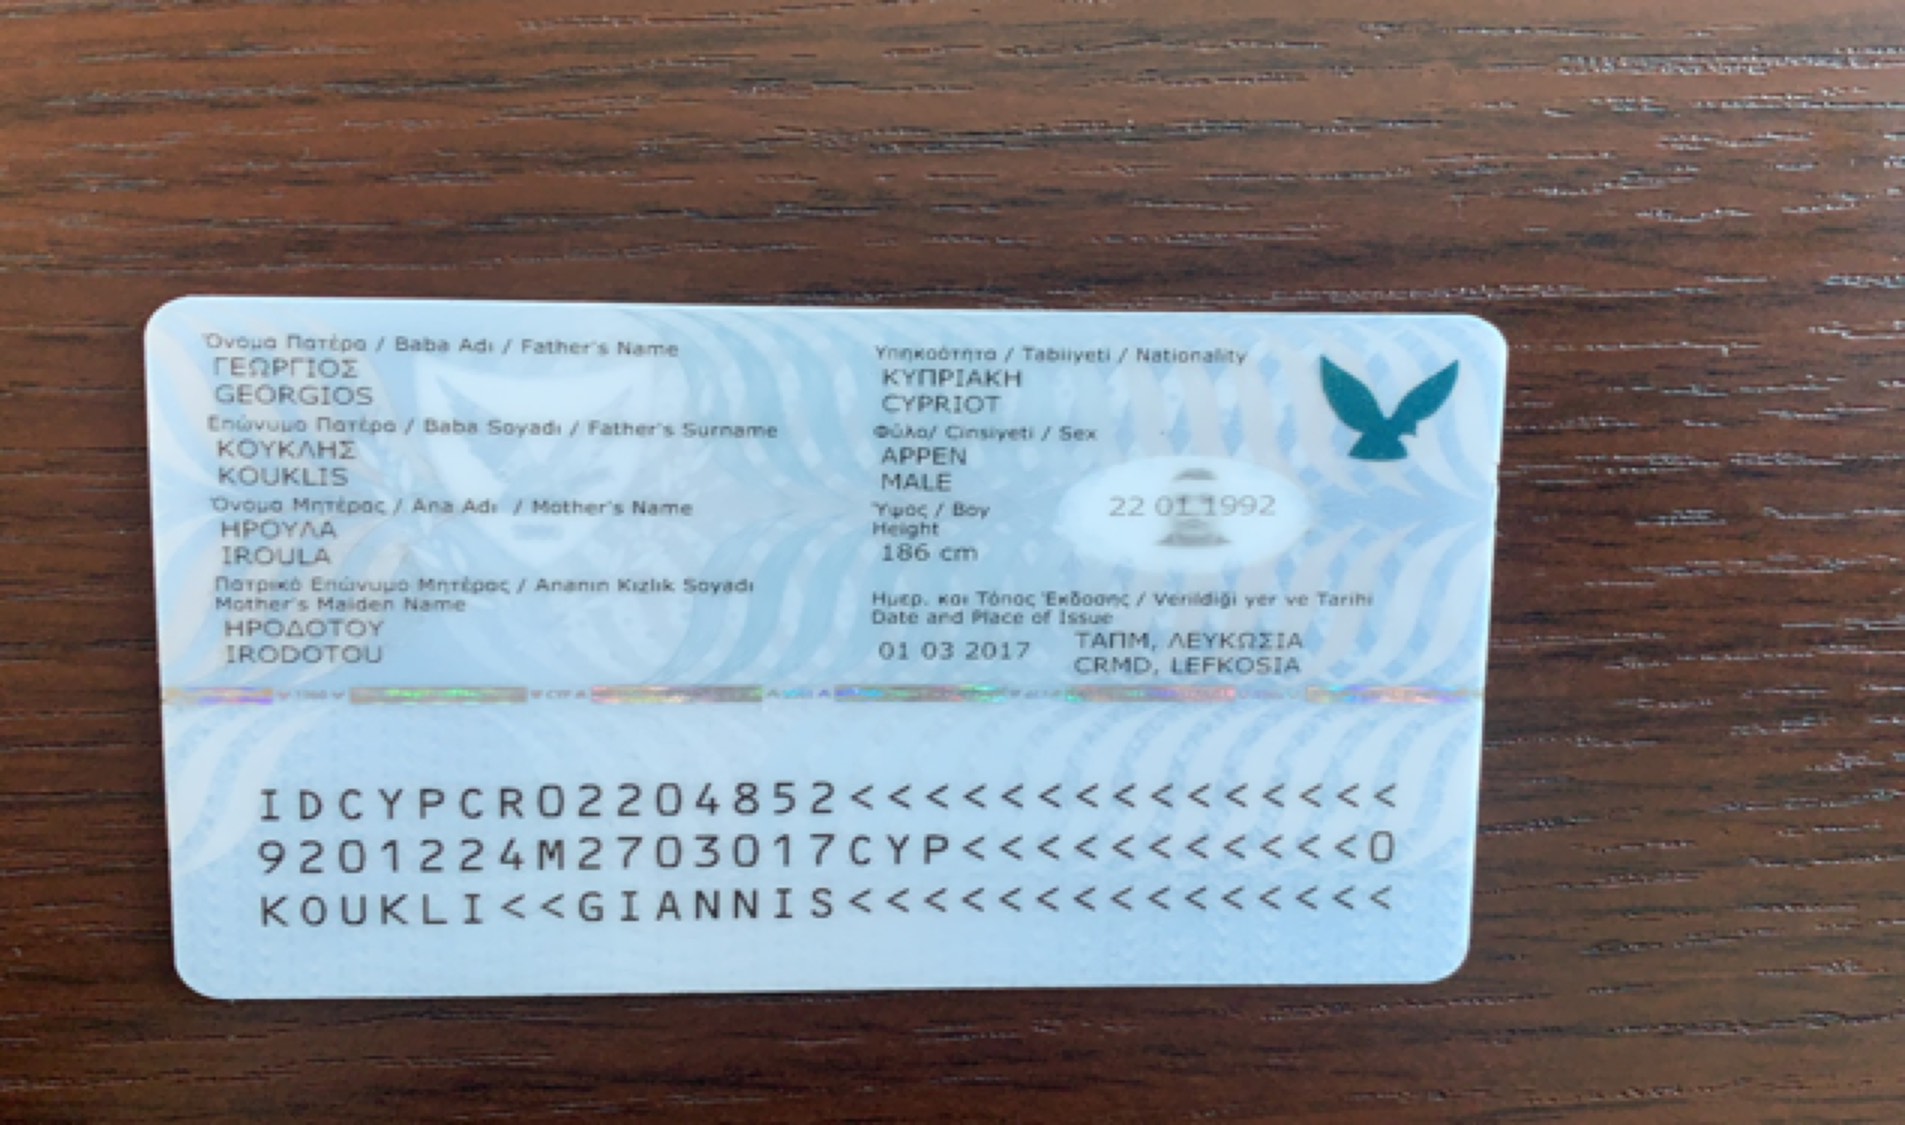 Όνομα Πατέρα / Baba Adı / Father's Name
ΓΕΩΡΓΙΟΣ
GEORGIOS
Επώνυμο Πατέρα / Baba Soyadı / Father's Surname
ΚΟΥΚΛΗΣ
KOUKLIS
Όνομα Μητέρας / Ana Adı / Mother's Name
ΗΡΟΥΛΑ
IROULA
Πατρικό Επώνυμο Μητέρας / Ananın Kızlık Soyadı
Mother's Maiden Name
ΗΡΟΔΟΤΟΥ
IRODOTOU
Υπηκοότητα / Tabiiyeti / Nationality
ΚΥΠΡΙΑΚΗ
CYPRIOT
Φύλο/ Cinsiyeti / Sex
ΑΡΡΕΝ
MALE
Ύψος / Boy
Height
186 cm
22 01 1992
Ημερ. και Τόπος Έκδοσης / Verildiği yer ve Tarihi
Date and Place of Issue
01 03 2017 ΤΑΠΜ, ΛΕΥΚΩΣΙΑ
CRMD, LEFKOSIA
IDCYPCR02204852<<<<<<<<<<<<<<<
9201224M2703017CYP<<<<<<<<<<<0
KOUKLI<<GIANNIS<<<<<<<<<<<<<<<